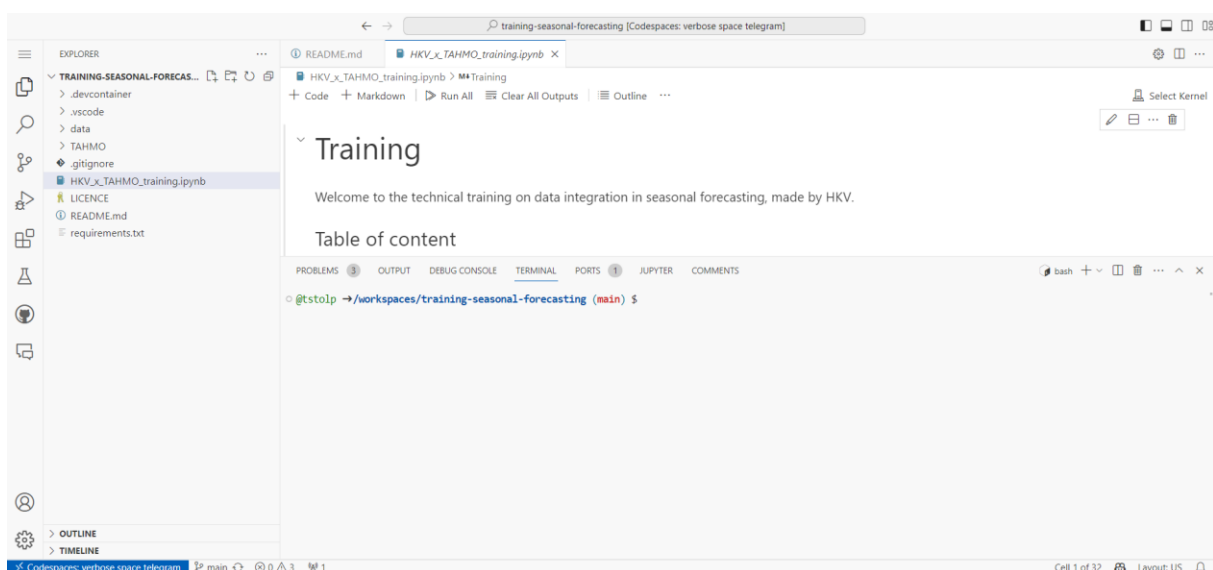 training-seasonal-forecasting [Codespaces: verbose space telegram]
EXPLORER
TRAINING-SEASONAL-FORECAS...
.devcontainer
.vscode
data
TAHMO
.gitignore
HKV_x_TAHMO_training.ipynb
LICENCE
README.md
requirements.txt
OUTLINE
TIMELINE
README.md HKV_x_TAHMO_training.ipynb
HKV_x_TAHMO_training.ipynb > M↓Training
Code Markdown Run All Clear All Outputs Outline ... Select Kernel
Training
Welcome to the technical training on data integration in seasonal forecasting, made by HKV.
Table of content
PROBLEMS 3 OUTPUT DEBUG CONSOLE TERMINAL PORTS 1 JUPYTER COMMENTS bash
@tstolp →/workspaces/training-seasonal-forecasting (main) $
Codespaces: verbose space telegram main 0 3 1 Cell 1 of 32 Layout: US